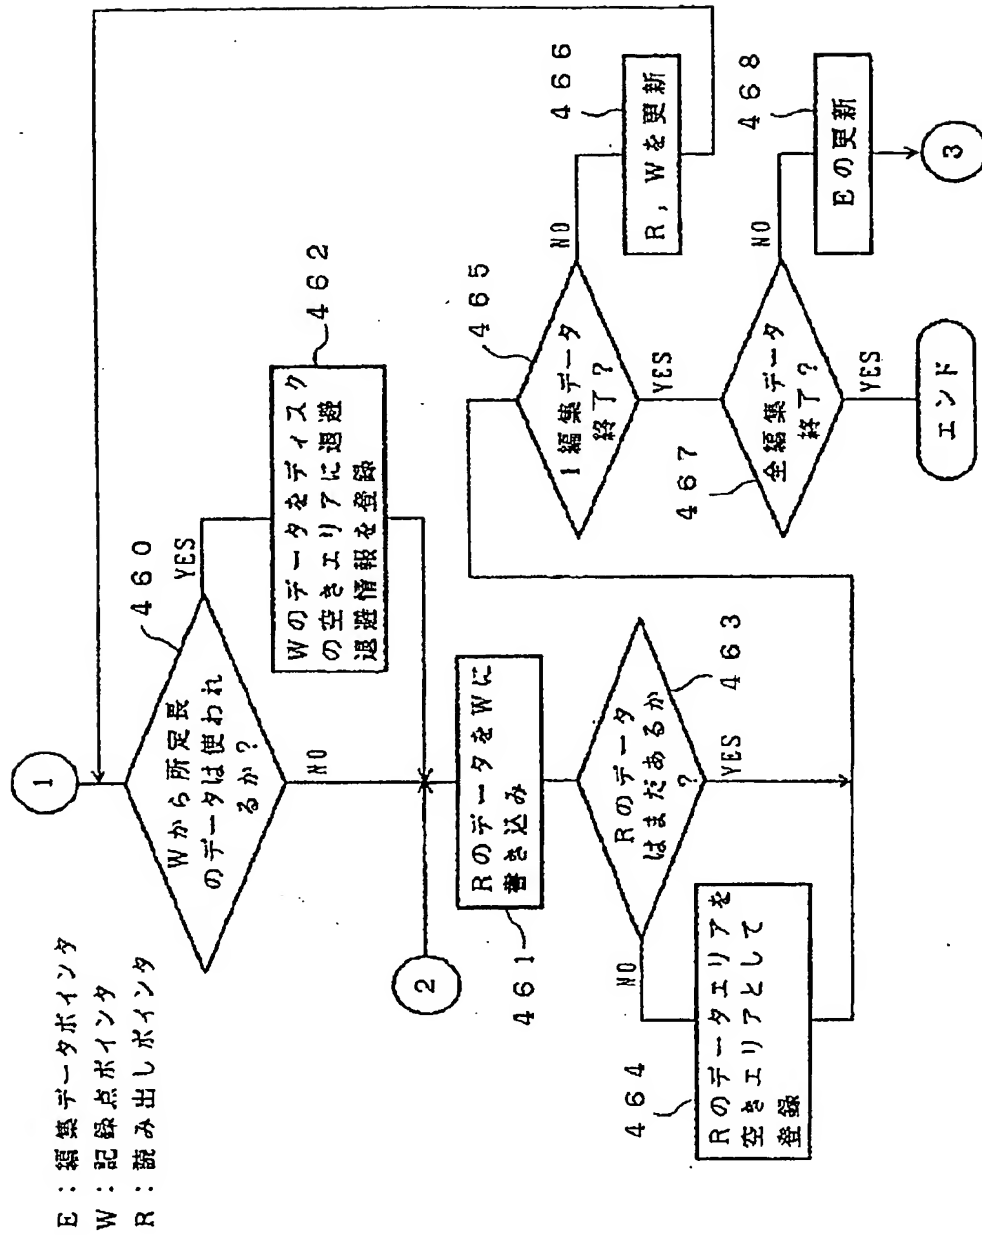 E：編集データポインタ
W：記録点ポインタ
R：読み出しポインタ
1
Wから所定長
のデータは使われ
るか？
460
YES
NO
Wのデータをディスク
の空きエリアに退避
退避情報を登録
462
2
RのデータをWに
書き込み
461
Rのデータ
はまだあるか
？
463
NO
YES
Rのデータエリアを
空きエリアとして
登録
464
1編集データ
終了？
465
NO
YES
R，Wを更新
466
全編集データ
終了？
467
NO
YES
Eの更新
468
3
エンド